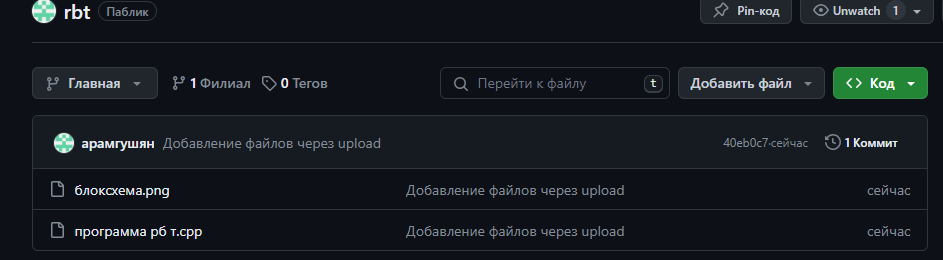 rbt Паблик Pin-код Unwatch 1
Главная 1 Филиал 0 Тегов Перейти к файлу t Добавить файл Код
арамгушян Добавление файлов через upload 40eb0c7·сейчас 1 Коммит
блоксхема.png Добавление файлов через upload сейчас
программа рб т.cpp Добавление файлов через upload сейчас